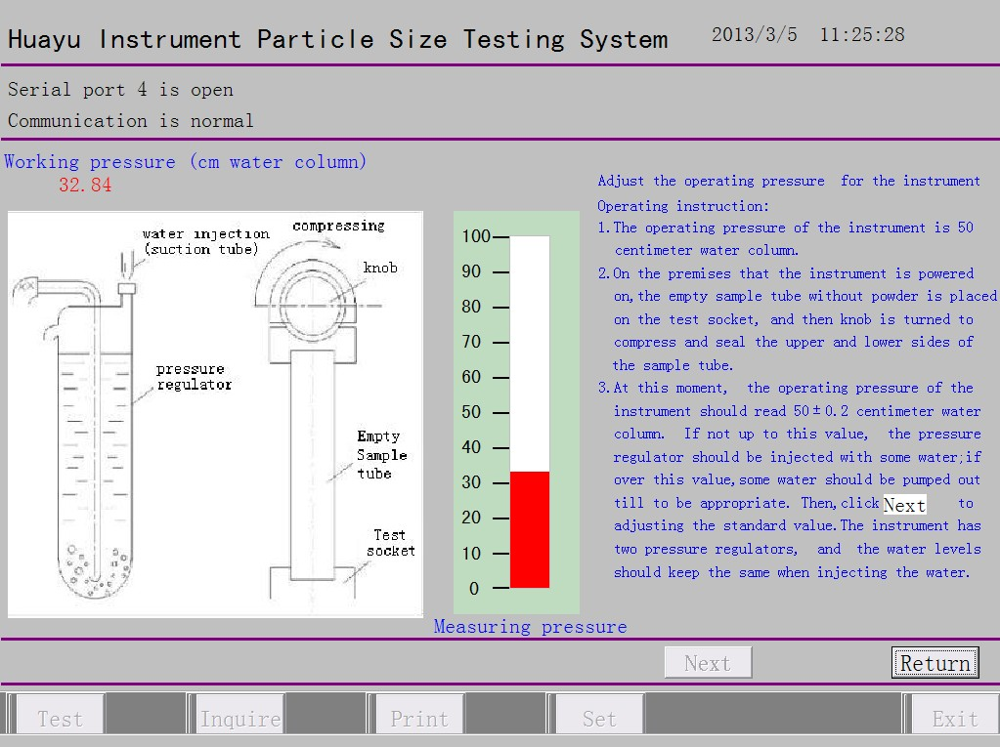 Huayu Instrument Particle Size Testing System
2013/3/5 11:25:28
Serial port 4 is open
Communication is normal
Working pressure (cm water column)
32.84
water injection
(suction tube)
compressing
knob
pressure
regulator
Empty
Sample
tube
Test
socket
100
90
80
70
60
50
40
30
20
10
0
Measuring pressure
Adjust the operating pressure for the instrument
Operating instruction:
1.The operating pressure of the instrument is 50
centimeter water column.
2.On the premises that the instrument is powered
on,the empty sample tube without powder is placed
on the test socket, and then knob is turned to
compress and seal the upper and lower sides of
the sample tube.
3.At this moment, the operating pressure of the
instrument should read 50±0.2 centimeter water
column. If not up to this value, the pressure
regulator should be injected with some water;if
over this value,some water should be pumped out
till to be appropriate. Then,click Next to
adjusting the standard value.The instrument has
two pressure regulators, and the water levels
should keep the same when injecting the water.
Next
Return
Test
Inquire
Print
Set
Exit